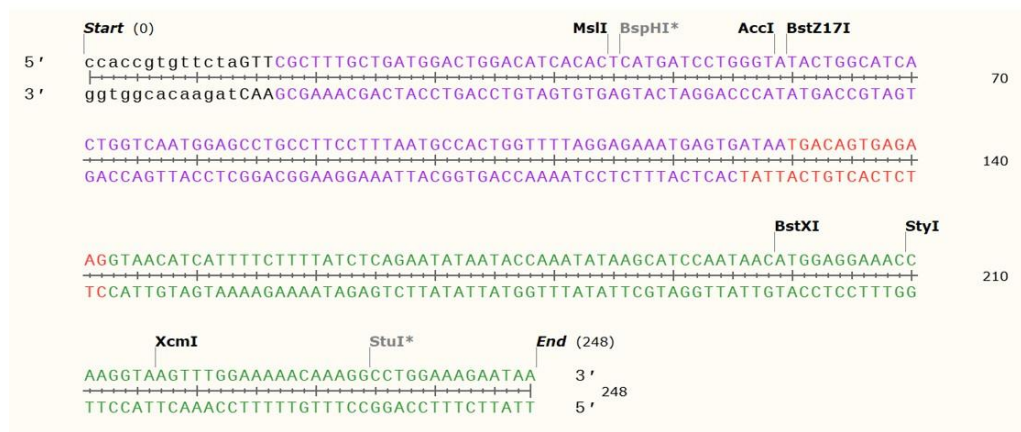 Start (0) MslI BspHI* AccI BstZ17I
5' ccaccgtgttctaGTTCGCTTTGCTGATGGACTGGACATCACACTCATGATCCTGGGTATACTGGCATCA
70
3' ggtggcacaagatCAAGCGAAACGACTACCTGACCTGTAGTGTGAGTACTAGGACCCATATGACCGTAGT
CTGGTCAATGGAGCCTGCCTTCCTTTAATGCCACTGGTTTTAGGAGAAATGAGTGATAATGACAGTGAGA
140
GACCAGTTACCTCGGACGGAAGGAAATTACGGTGACCAAAATCCTCTTTACTCACTATTACTGTCACTCT
BstXI StyI
AGGTAACATCATTTTCTTTTATCTCAGAATATAATACCAAATATAAGCATCCAATAACATGGAGGAAACC
210
TCCATTGTAGTAAAAGAAAATAGAGTCTTATATTATGGTTTATATTCGTAGGTTATTGTACCTCCTTTGG
XcmI StuI* End (248)
AAGGTAAGTTTGGAAAAACAAAGGCCTGGAAAGAATAA 3'
248
TTCCATTCAAACCTTTTTGTTTCCGGACCTTTCTTATT 5'